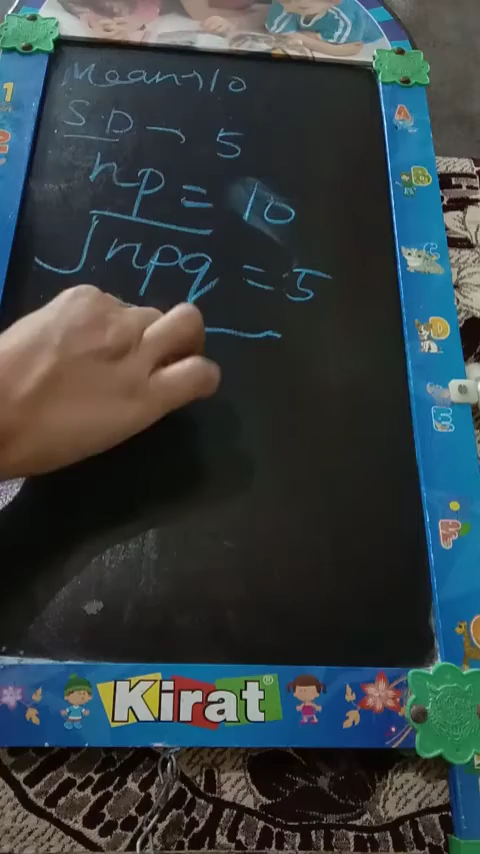 Mean→10
S.D → 5
np = 10
√npq = 5
Kirat®